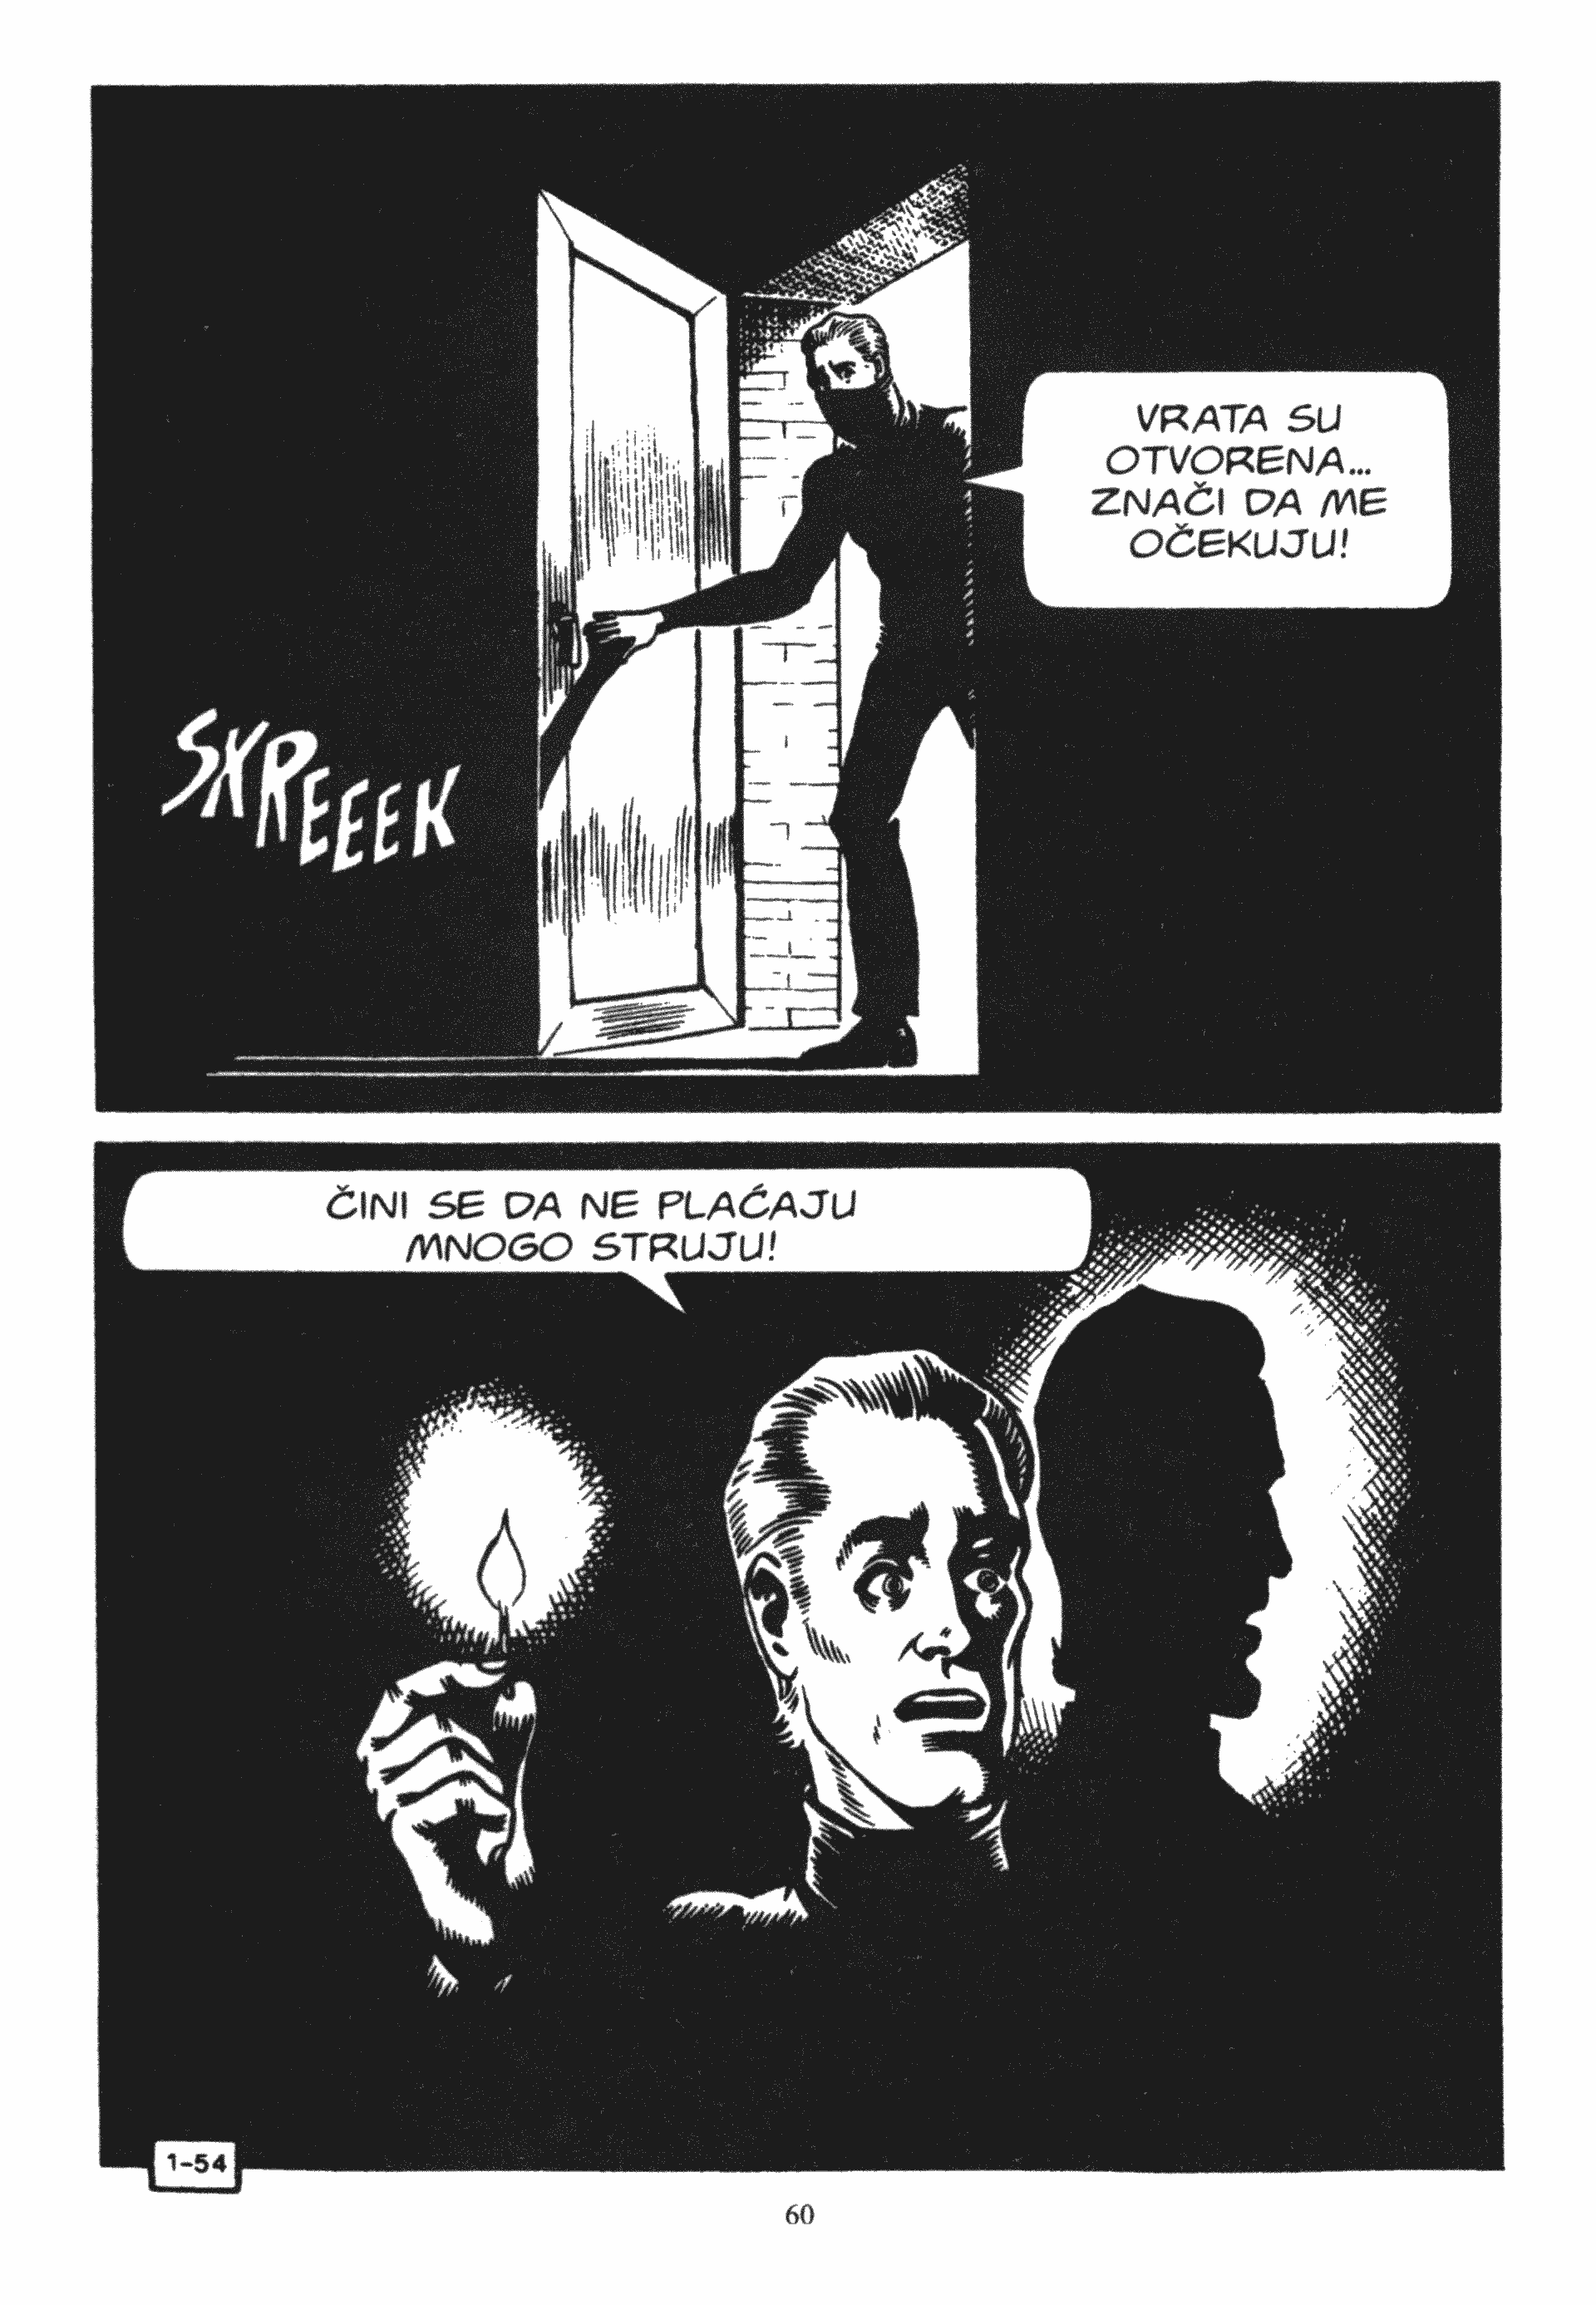 VRATA SU
OTVORENA...
ZNAČI DA ME
OČEKUJU!
SKREEEK
ČINI SE DA NE PLAĆAJU
MNOGO STRUJU!
1-54
60